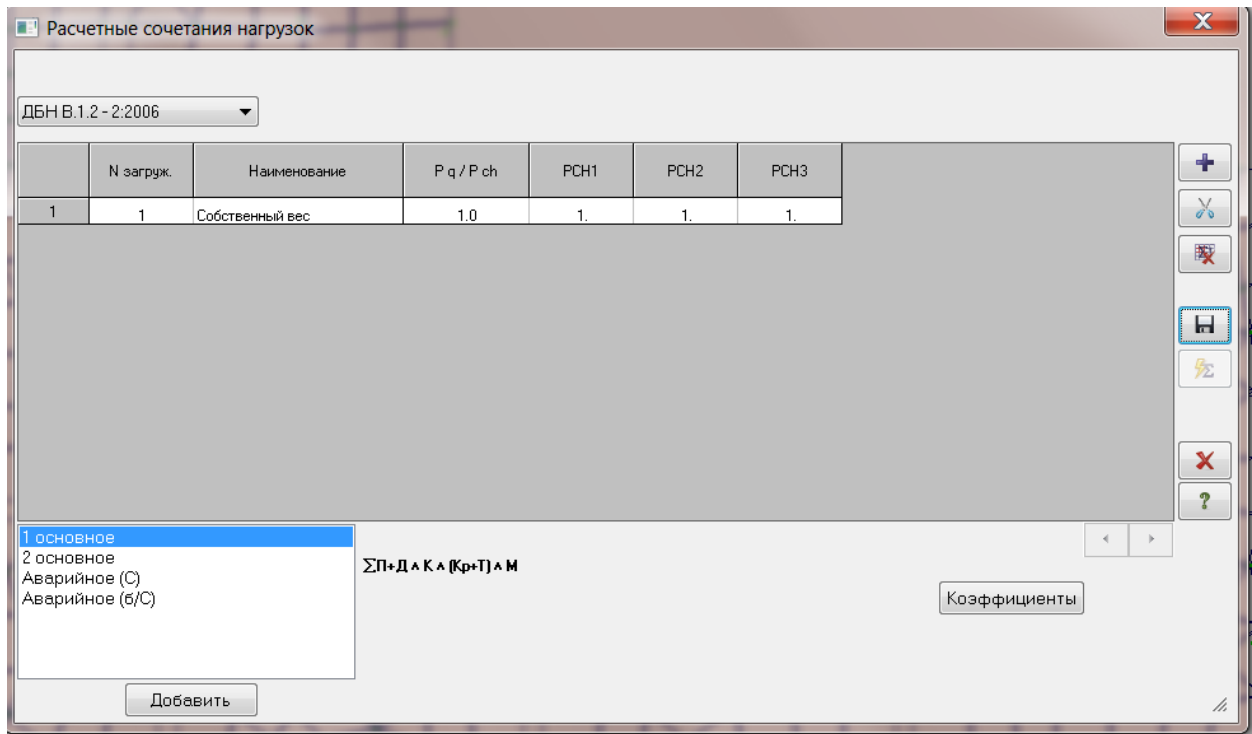 Расчетные сочетания нагрузок
ДБН В.1.2 - 2:2006
N загруж. Наименование P q / P ch РСН1 РСН2 РСН3
1 1 Собственный вес 1.0 1. 1. 1.
1 основное
2 основное
Аварийное (С)
Аварийное (б/С)
∑П+Д ∧ К ∧ (Кр+Т) ∧ М
Коэффициенты
Добавить